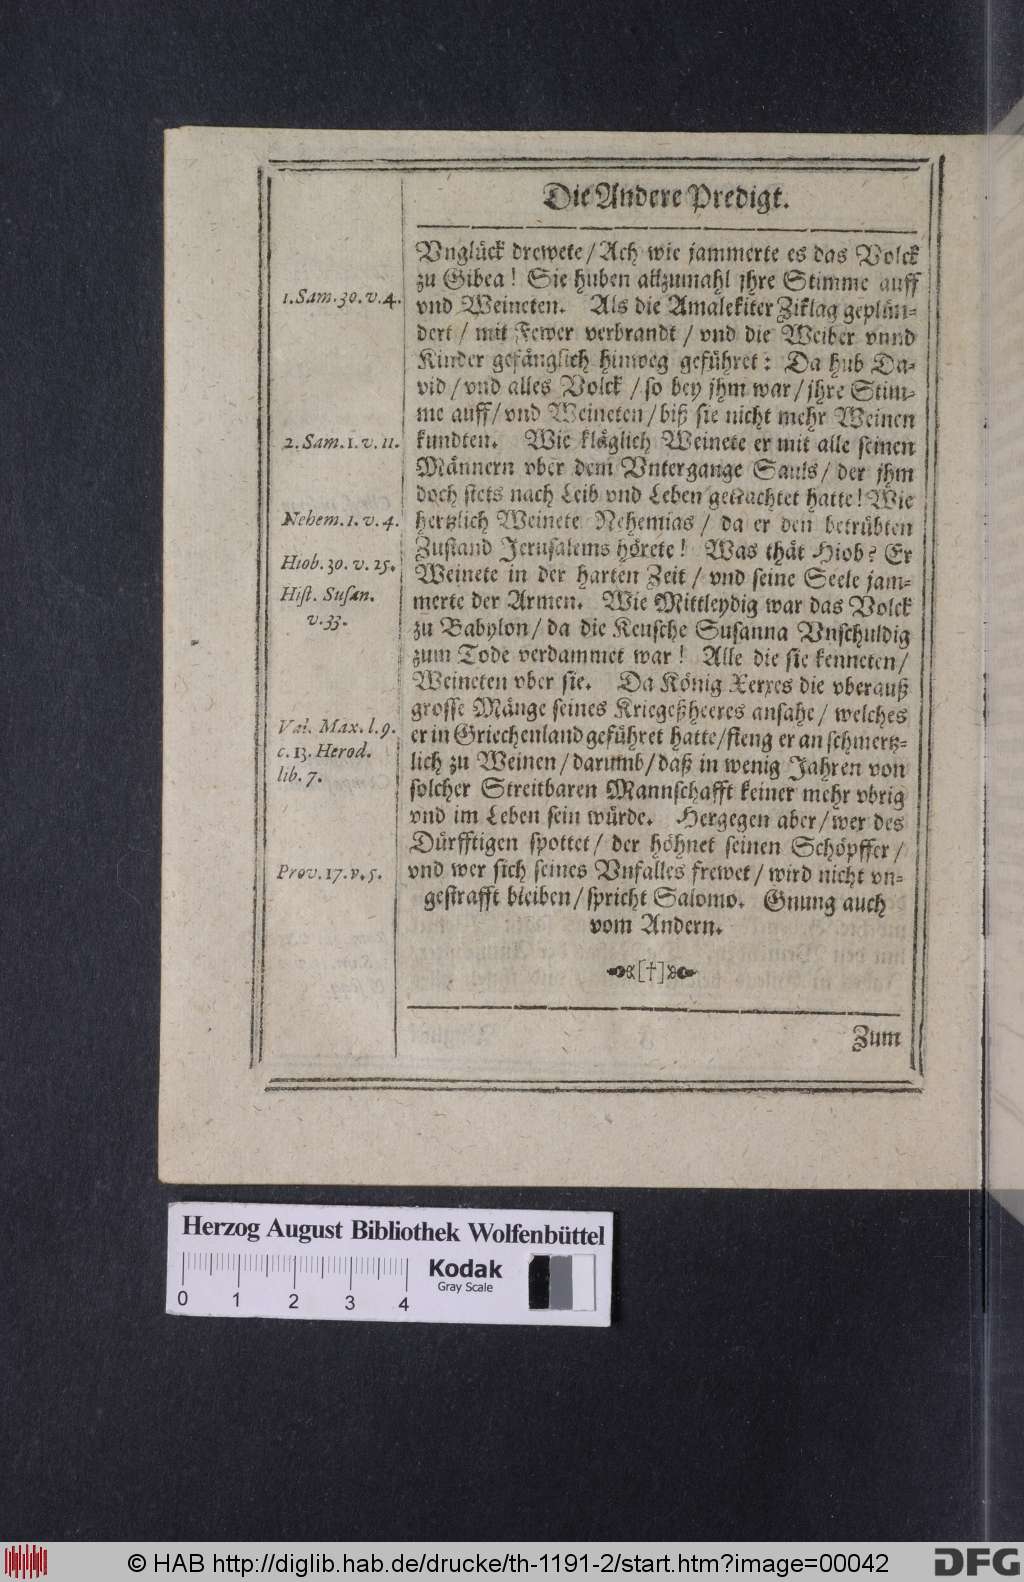 Die Andere Predigt.
Vnglück drewete / Ach wie jammerte es das Volck
zu Gibea! Sie huben allzumahl jhre Stimme auff
1. Sam. 30. v. 4.
vnd Weineten. Als die Amalekiter Ziklag geplün-
dert / mit Fewer verbrandt / vnd die Weiber vnnd
Kinder gefänglich hinweg geführet: Da hub Da-
vid / vnd alles Volck / so bey jhm war / jhre Stim-
me auff / vnd Weineten / biß sie nicht mehr Weinen
2. Sam. 1. v. 11.
kundten. Wie kläglich Weinete er mit alle seinen
Männern vber dem Vntergange Sauls / der jhm
doch stets nach Leib vnd Leben getrachtet hatte! Wie
Nehem. 1. v. 4.
hertzlich Weinete Nehemias / da er den betrübten
Zustand Jerusalems hörete! Was thät Hiob? Er
Hiob. 30. v. 25.
Weinete in der harten Zeit / vnd seine Seele jam-
Hist. Susan.
v. 33.
merte der Armen. Wie Mittleydig war das Volck
zu Babylon / da die Keusche Susanna Vnschuldig
zum Tode verdammet war! Alle die sie kenneten /
Weineten vber sie. Da König Xerxes die vberauß
grosse Mänge seines Kriegeßheeres ansahe / welches
Val. Max. l. 9.
c. 13. Herod.
lib. 7.
er in Griechenland geführet hatte / fieng er an schmertz-
lich zu Weinen / darumb / daß in wenig Jahren von
solcher Streitbaren Mannschafft keiner mehr vbrig
vnd im Leben sein würde. Hergegen aber / wer des
Dürfftigen spottet / der höhnet seinen Schöpffer /
Prov. 17. v. 5.
vnd wer sich seines Vnfalles frewet / wird nicht vn-
gestrafft bleiben / spricht Salomo. Gnung auch
vom Andern.
[†]
Zum
Herzog August Bibliothek Wolfenbüttel
0 1 2 3 4
Kodak
Gray Scale
© HAB http://diglib.hab.de/drucke/th-1191-2/start.htm?image=00042
DFG